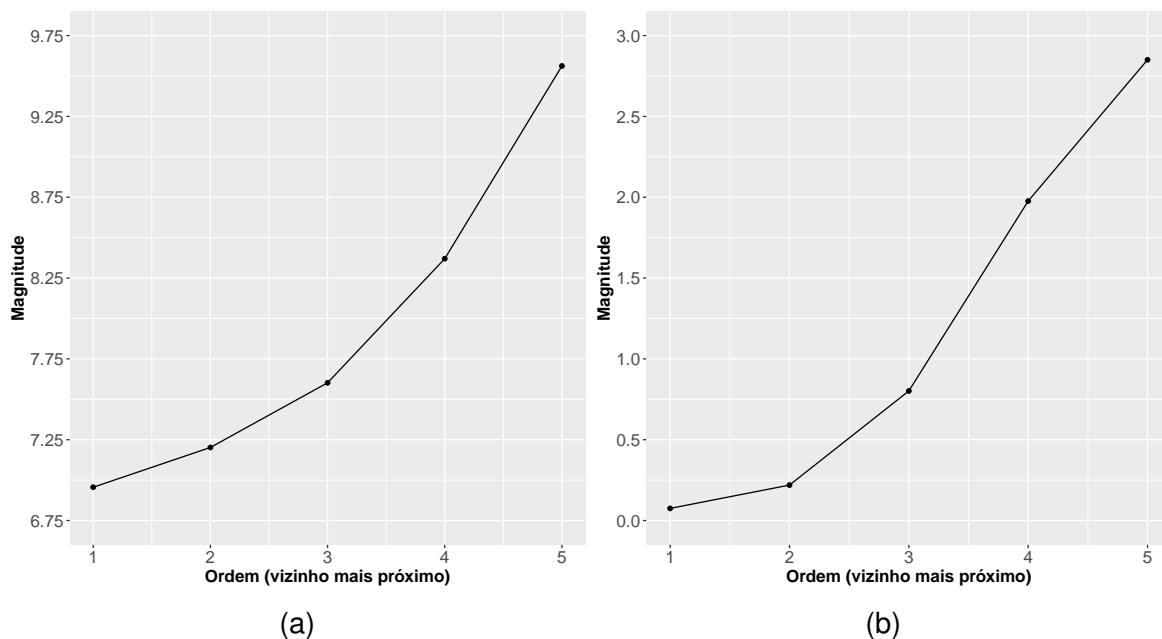 Magnitude
9.75
9.25
8.75
8.25
7.75
7.25
6.75
1 2 3 4 5
Ordem (vizinho mais próximo)
(a)
Magnitude
3.0
2.5
2.0
1.5
1.0
0.5
0.0
1 2 3 4 5
Ordem (vizinho mais próximo)
(b)